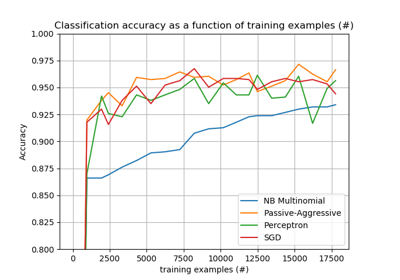 Classification accuracy as a function of training examples (#)
1.000
0.975
0.950
0.925
0.900
0.875
0.850
0.825
0.800
Accuracy
0 2500 5000 7500 10000 12500 15000 17500
training examples (#)
NB Multinomial
Passive-Aggressive
Perceptron
SGD